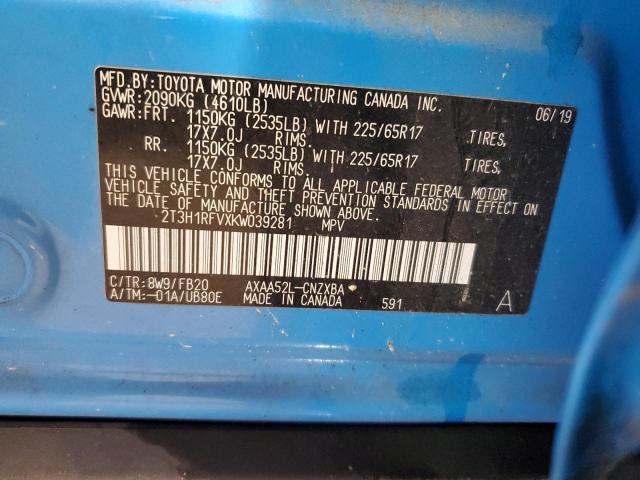 MFD.BY:TOYOTA MOTOR MANUFACTURING CANADA INC.
GVWR:2090KG (4610LB) 06/19
GAWR:FRT. 1150KG (2535LB) WITH 225/65R17 TIRES,
17X7.0J RIMS.
RR. 1150KG (2535LB) WITH 225/65R17 TIRES,
17X7.0J RIMS.
THIS VEHICLE CONFORMS TO ALL APPLICABLE FEDERAL MOTOR
VEHICLE SAFETY AND THEFT PREVENTION STANDARDS IN EFFECT ON
THE DATE OF MANUFACTURE SHOWN ABOVE.
2T3H1RFVXKW039281 MPV
C/TR:8W9/FB20 AXAA52L-CNZXBA
A/TM:-01A/UB80E MADE IN CANADA 591 A